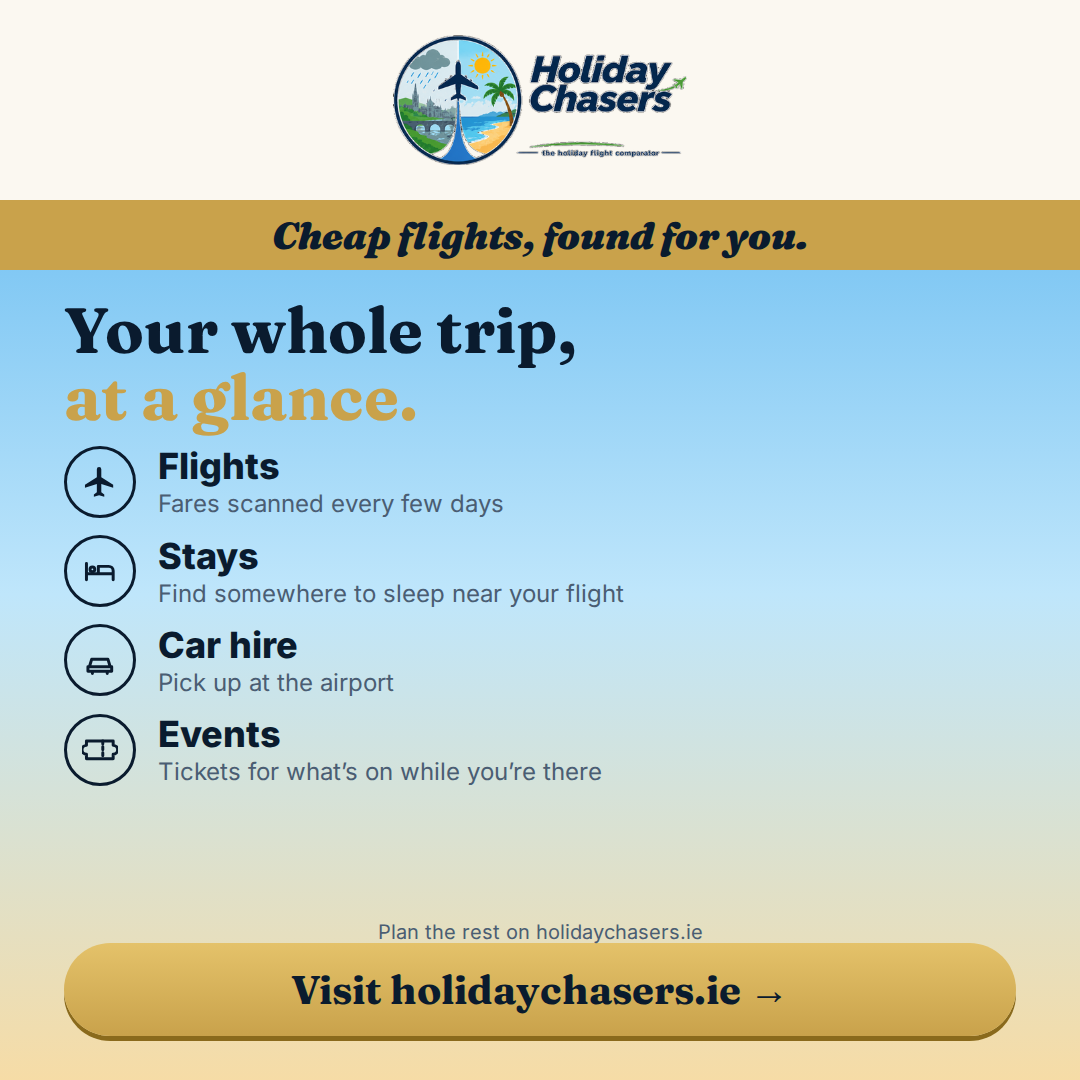 Holiday
Chasers
the holiday flight comparator
Cheap flights, found for you.
Your whole trip,
at a glance.
Flights
Fares scanned every few days
Stays
Find somewhere to sleep near your flight
Car hire
Pick up at the airport
Events
Tickets for what’s on while you’re there
Plan the rest on holidaychasers.ie
Visit holidaychasers.ie →